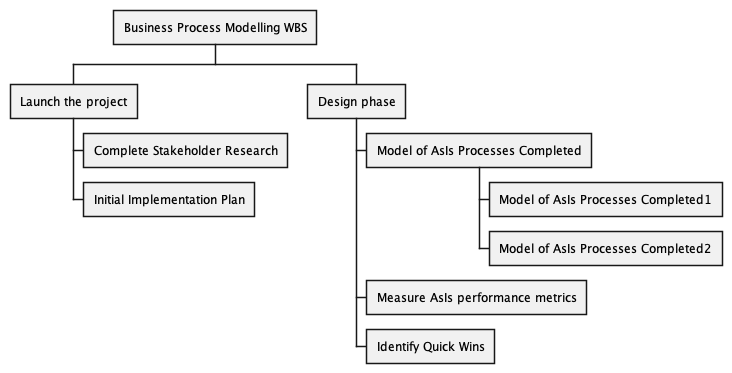 Business Process Modelling WBS
Launch the project
Design phase
Complete Stakeholder Research
Model of AsIs Processes Completed
Initial Implementation Plan
Model of AsIs Processes Completed1
Model of AsIs Processes Completed2
Measure AsIs performance metrics
Identify Quick Wins